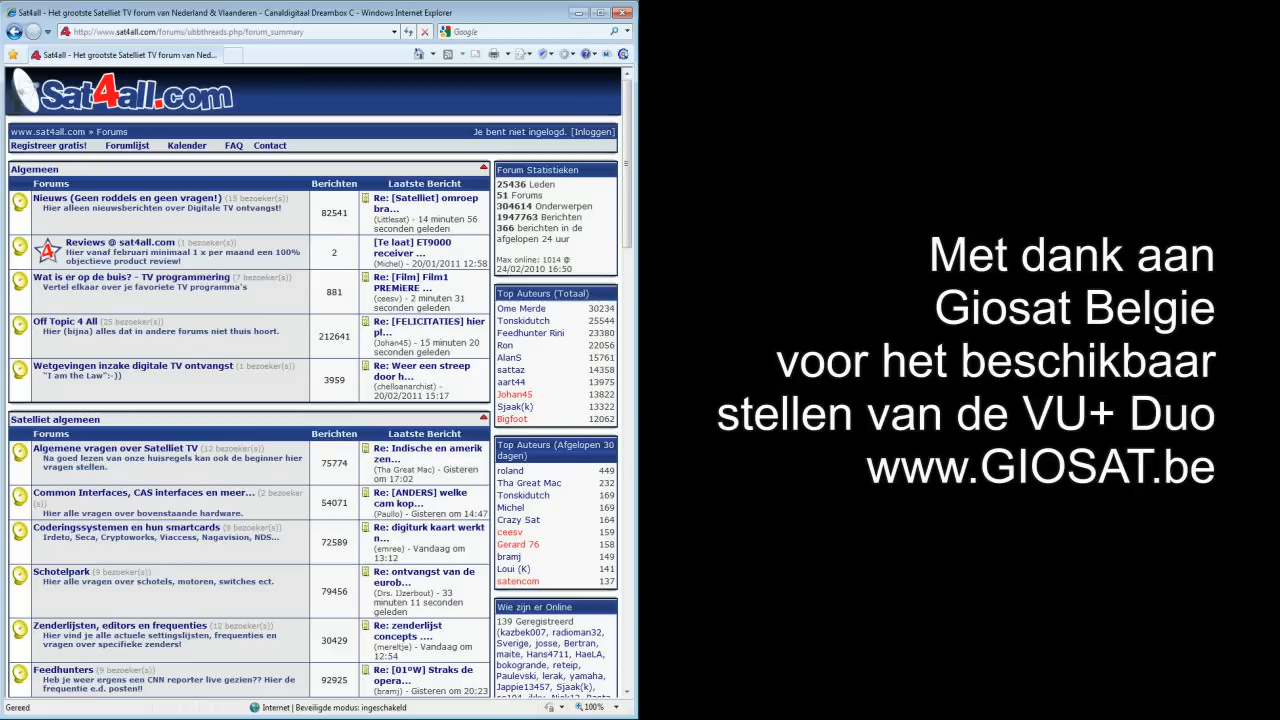 Sat4all - Het grootste Satelliet TV forum van Nederland & Vlaanderen - Canaldigitaal Dreambox C - Windows Internet Explorer
http://www.sat4all.com/forums/ubbthreads.php/forum_summary
Google
Sat4all - Het grootste Satelliet TV forum van Ned...
Sat4all.com
www.sat4all.com » Forums
Je bent niet ingelogd. [Inloggen]
Registreer gratis! Forumlijst Kalender FAQ Contact
Algemeen
Forums Berichten Laatste Bericht
Nieuws (Geen roddels en geen vragen!) (15 bezoeker(s))
Hier alleen nieuwsberichten over Digitale TV ontvangst!
82541
Re: [Satelliet] omroep
bra...
(Littlesat) - 14 minuten 56
seconden geleden
4
Reviews @ sat4all.com (1 bezoeker(s))
Hier vanaf februari minimaal 1 x per maand een 100%
objectieve product review!
2
[Te laat] ET9000
receiver ...
(Michel) - 20/01/2011 12:58
Wat is er op de buis? - TV programmering (7 bezoeker(s))
Vertel elkaar over je favoriete TV programma's
881
Re: [Film] Film1
PREMiERE ...
(ceesv) - 2 minuten 31
seconden geleden
Off Topic 4 All (25 bezoeker(s))
Hier (bijna) alles dat in andere forums niet thuis hoort.
212641
Re: [FELICITATIES] hier
pl...
(Johan45) - 15 minuten 20
seconden geleden
Wetgevingen inzake digitale TV ontvangst (1 bezoeker(s))
"I am the Law":-))
3959
Re: Weer een streep
door h...
(chelloanarchist) -
20/02/2011 15:17
Satelliet algemeen
Forums Berichten Laatste Bericht
Algemene vragen over Satelliet TV (12 bezoeker(s))
Na goed lezen van onze huisregels kan ook de beginner hier
vragen stellen.
75774
Re: Indische en amerik
zen...
(Tha Great Mac) - Gisteren
om 17:02
Common Interfaces, CAS interfaces en meer... (2 bezoeker
(s))
Hier alle vragen over bovenstaande hardware.
54071
Re: [ANDERS] welke
cam kop...
(Paullo) - Gisteren om 14:47
Coderingssystemen en hun smartcards (9 bezoeker(s))
Irdeto, Seca, Cryptoworks, Viaccess, Nagavision, NDS...
72589
Re: digiturk kaart werkt
n...
(emree) - Vandaag om
13:12
Schotelpark (9 bezoeker(s))
Hier alle vragen over schotels, motoren, switches ect.
79456
Re: ontvangst van de
eurob...
(Drs. IJzerbout) - 33
minuten 11 seconden
geleden
Zenderlijsten, editors en frequenties (12 bezoeker(s))
Hier vind je alle actuele settingslijsten, frequenties en
vragen over specifieke zenders!
30429
Re: zenderlijst
concepts ....
(mereltje) - Vandaag om
12:54
Feedhunters (9 bezoeker(s))
Heb je weer ergens een CNN reporter live gezien?? Hier de
frequentie e.d. posten!!
92925
Re: [01ºW] Straks de
opera...
(bramj) - Gisteren om 20:23
Forum Statistieken
25436 Leden
51 Forums
304614 Onderwerpen
1947763 Berichten
366 berichten in de
afgelopen 24 uur
Max online: 1014 @
24/02/2010 16:50
Top Auteurs (Totaal)
Ome Merde 30234
Tonskidutch 25544
Feedhunter Rini 23380
Ron 22056
AlanS 15761
sattaz 14358
aart44 13975
Johan45 13822
Sjaak(k) 13322
Bigfoot 12062
Top Auteurs (Afgelopen 30
dagen)
roland 449
Tha Great Mac 232
Tonskidutch 169
Michel 167
Crazy Sat 164
ceesv 159
Gerard 76 158
bramj 149
Loui (K) 141
satencom 137
Wie zijn er Online
139 Geregistreerd
(kazbek007, radioman32,
Sverige, josse, Bertran,
maite, Hans4711, HaeLA,
bokogrande, reteip,
Paulevski, lerak, yamaha,
Jappie13457, Sjaak(k),
Gereed
Internet | Beveiligde modus: ingeschakeld
100%
Met dank aan
Giosat Belgie
voor het beschikbaar
stellen van de VU+ Duo
www.GIOSAT.be